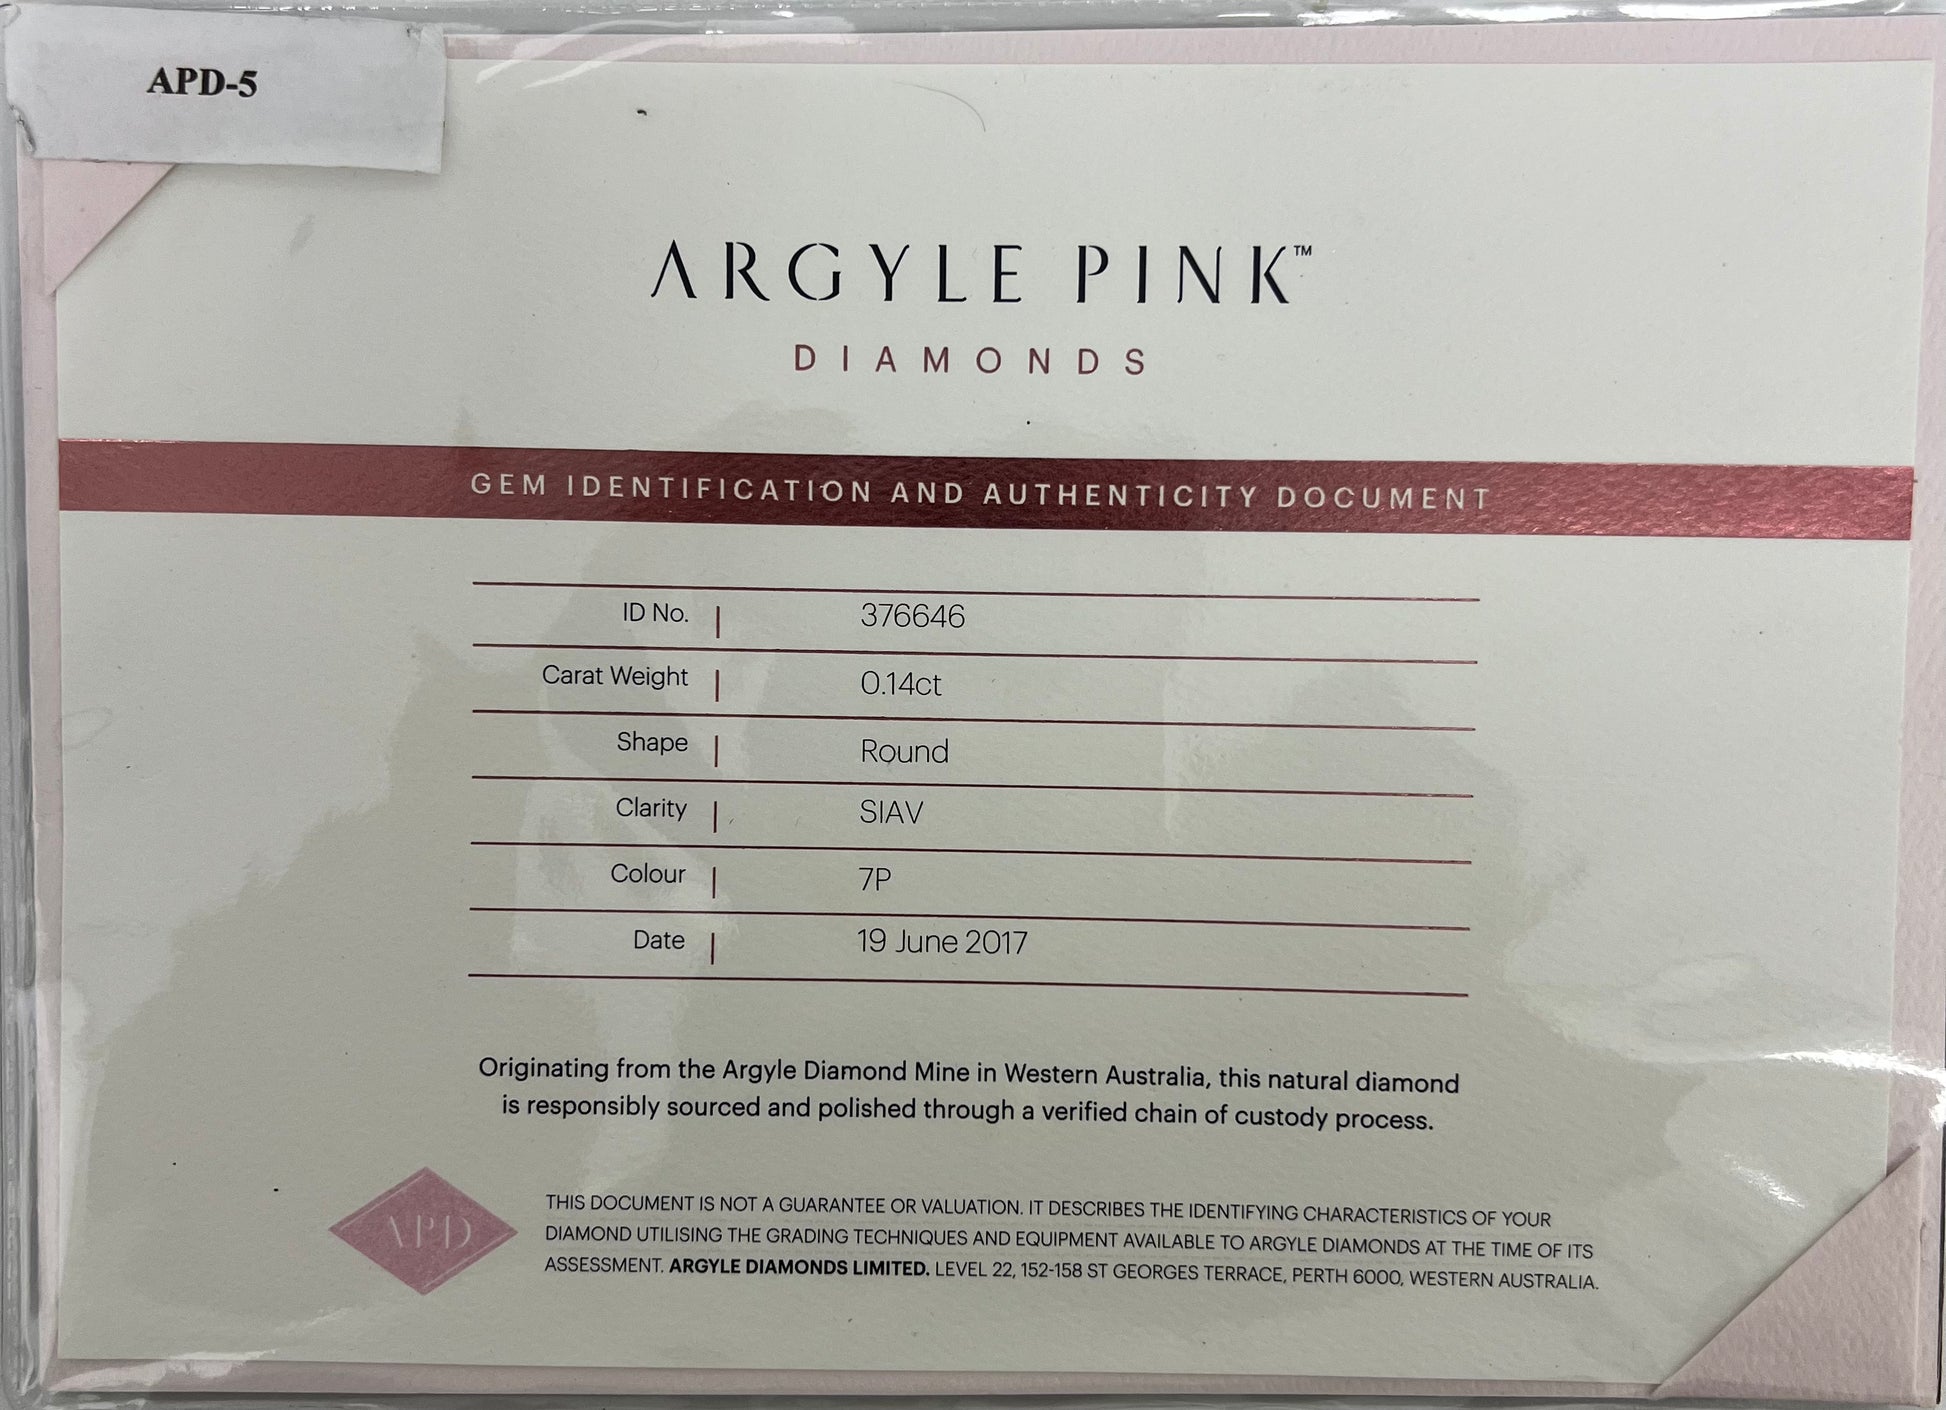 APD-5
ARGYLE PINK™
DIAMONDS
GEM IDENTIFICATION AND AUTHENTICITY DOCUMENT
ID No. | 376646
Carat Weight | 0.14ct
Shape | Round
Clarity | SIAV
Colour | 7P
Date | 19 June 2017
Originating from the Argyle Diamond Mine in Western Australia, this natural diamond
is responsibly sourced and polished through a verified chain of custody process.
APD
THIS DOCUMENT IS NOT A GUARANTEE OR VALUATION. IT DESCRIBES THE IDENTIFYING CHARACTERISTICS OF YOUR
DIAMOND UTILISING THE GRADING TECHNIQUES AND EQUIPMENT AVAILABLE TO ARGYLE DIAMONDS AT THE TIME OF ITS
ASSESSMENT. ARGYLE DIAMONDS LIMITED. LEVEL 22, 152-158 ST GEORGES TERRACE, PERTH 6000, WESTERN AUSTRALIA.